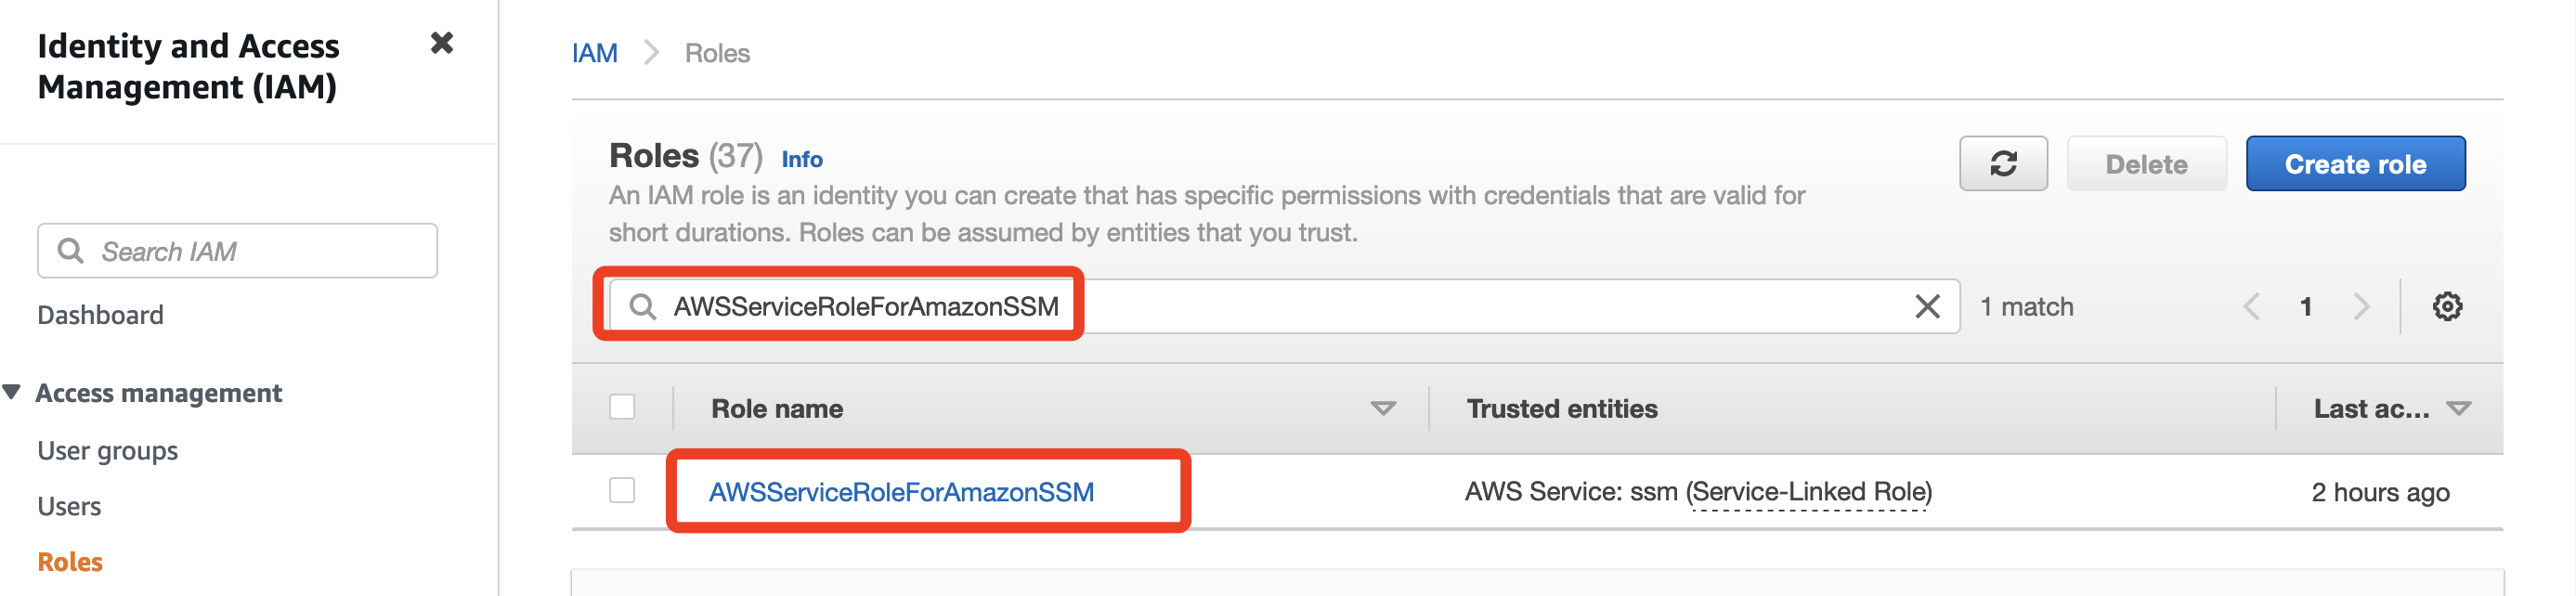 Identity and Access
Management (IAM)
Search IAM
Dashboard
Access management
User groups
Users
Roles
IAM
Roles
Roles (37) Info
An IAM role is an identity you can create that has specific permissions with credentials that are valid for
short durations. Roles can be assumed by entities that you trust.
Delete
Create role
AWSServiceRoleForAmazonSSM
1 match
1
Role name
Trusted entities
Last ac...
AWSServiceRoleForAmazonSSM
AWS Service: ssm (Service-Linked Role)
2 hours ago